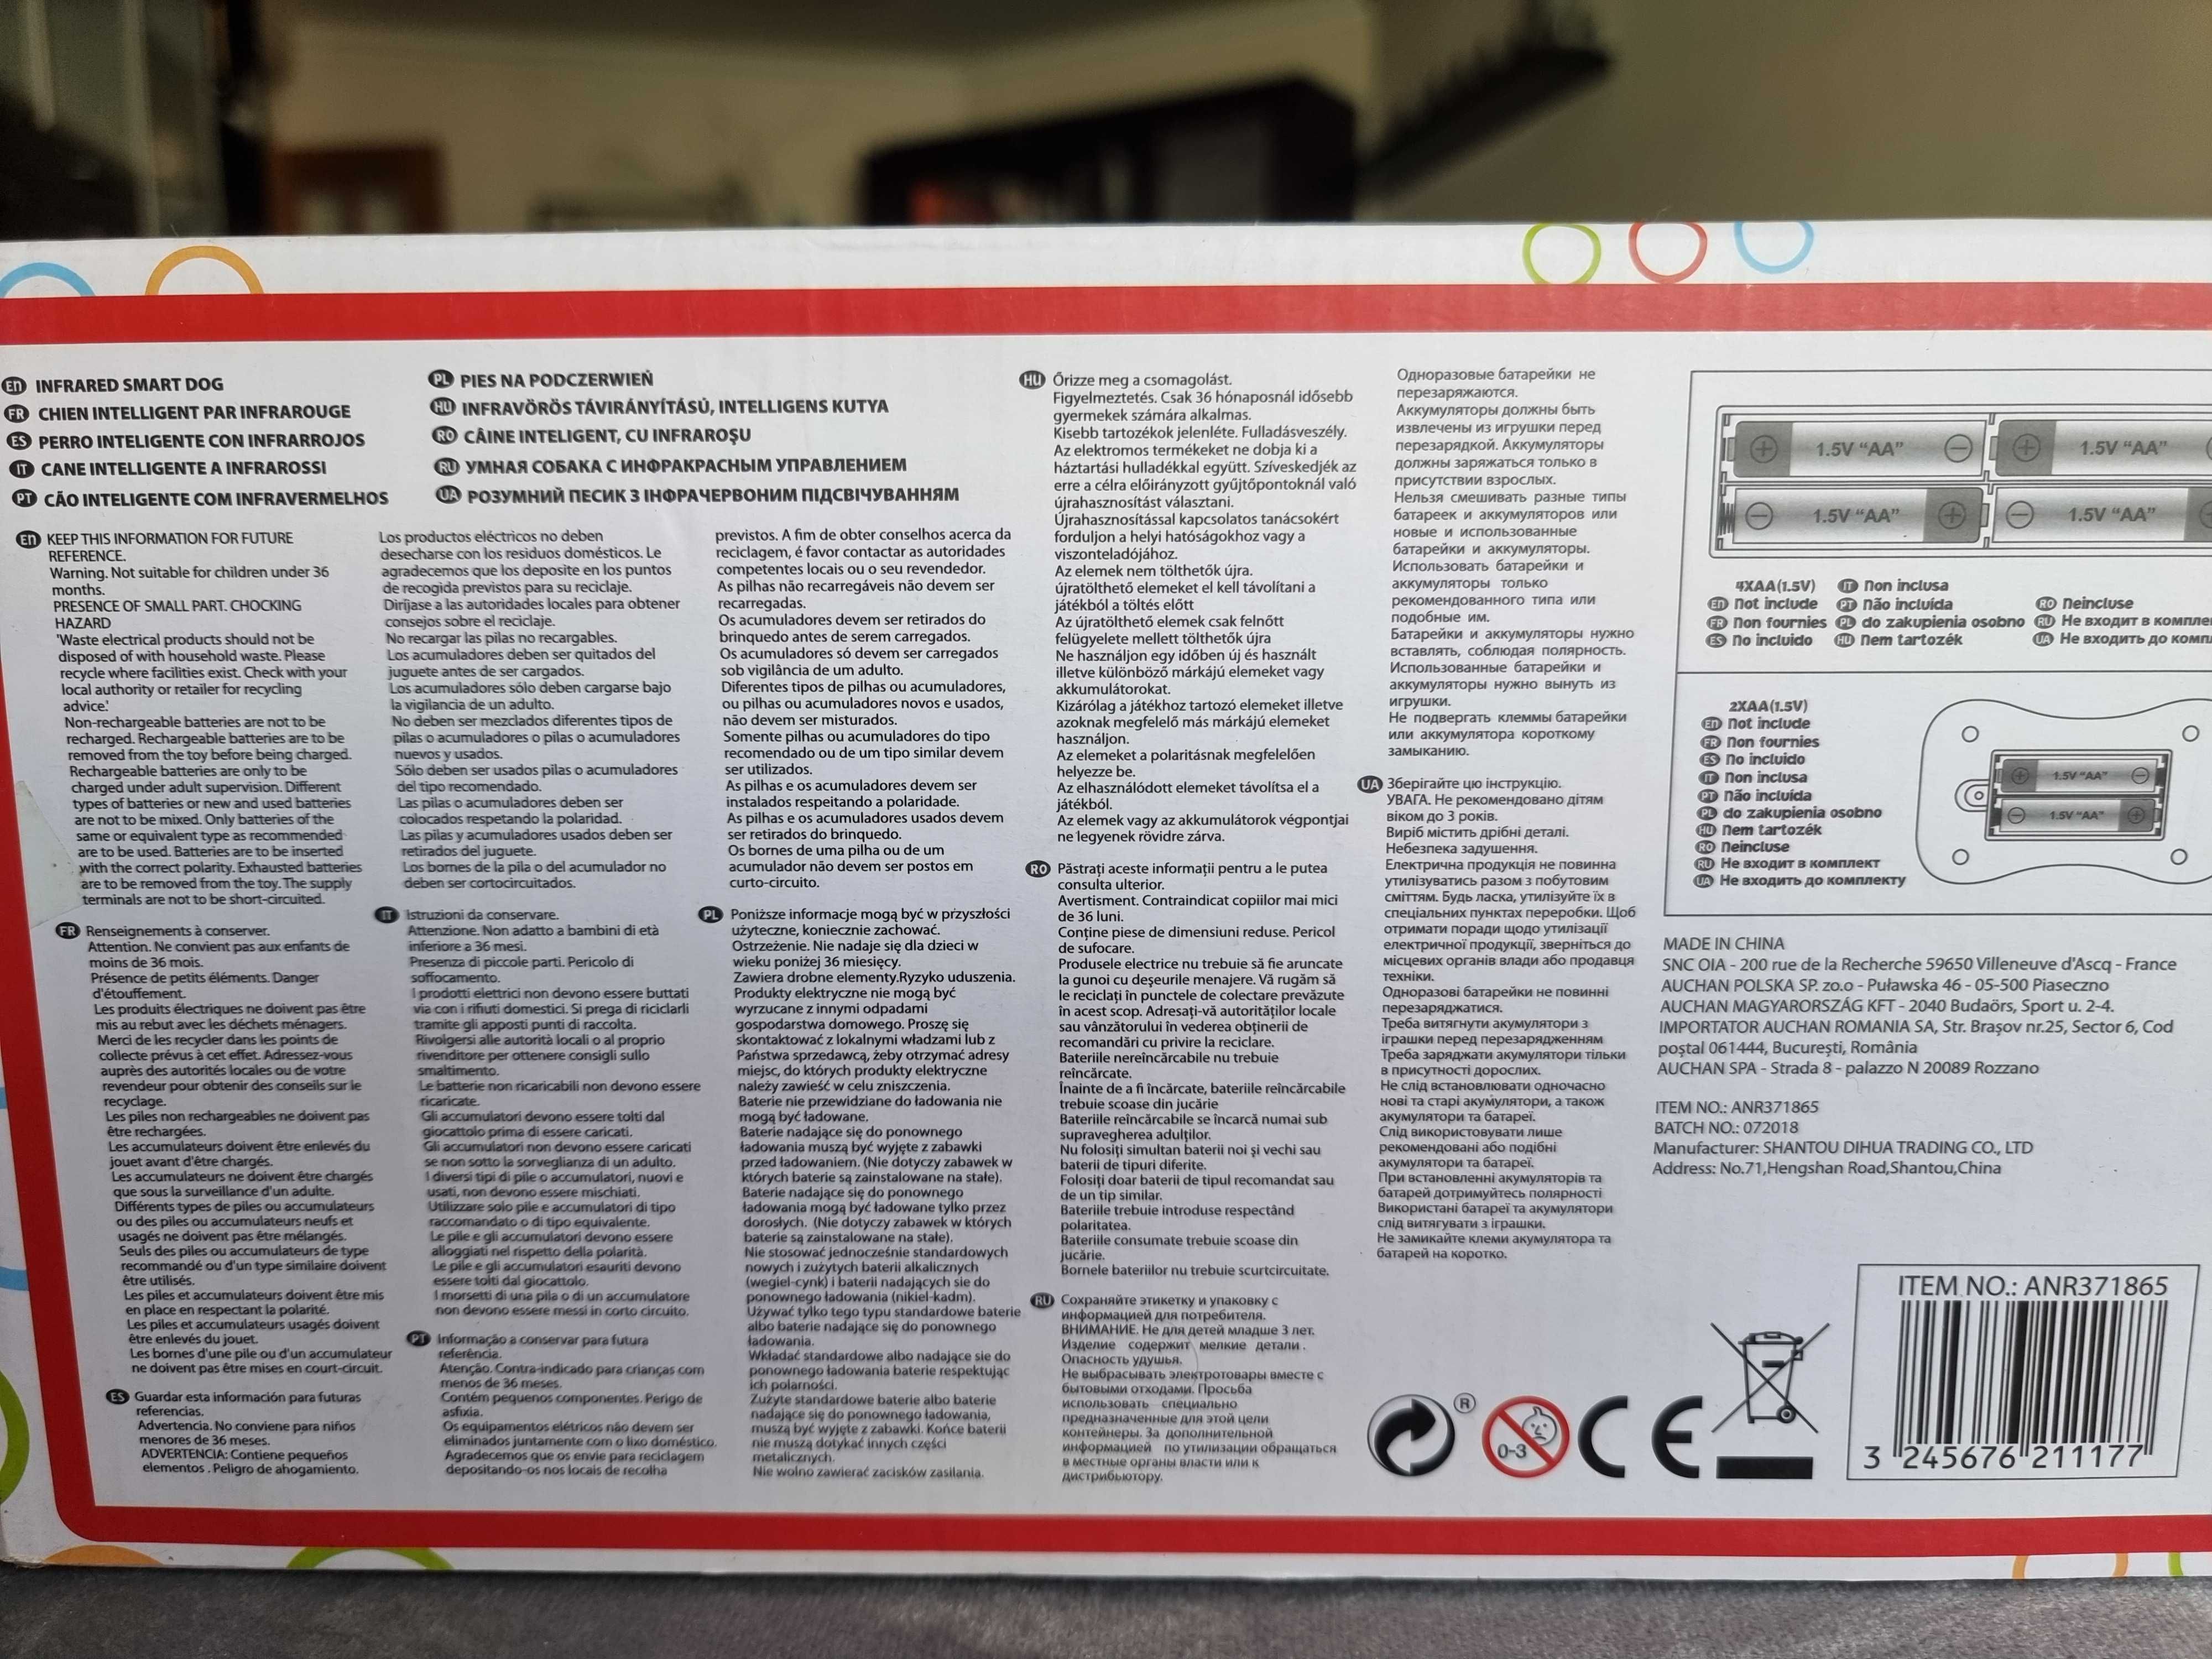 EN INFRARED SMART DOG
FR CHIEN INTELLIGENT PAR INFRAROUGE
ES PERRO INTELIGENTE CON INFRARROJOS
IT CANE INTELLIGENTE A INFRAROSSI
PT CÃO INTELIGENTE COM INFRAVERMELHOS
PL PIES NA PODCZERWIEŃ
HU INFRAVÖRÖS TÁVIRÁNYÍTÁSÚ, INTELLIGENS KUTYA
RO CÂINE INTELIGENT, CU INFRAROŞU
RU УМНАЯ СОБАКА С ИНФРАКРАСНЫМ УПРАВЛЕНИЕМ
UA РОЗУМНИЙ ПЕСИК З ІНФРАЧЕРВОНИМ ПІДСВІЧУВАННЯМ
EN KEEP THIS INFORMATION FOR FUTURE
REFERENCE.
Warning. Not suitable for children under 36
months.
PRESENCE OF SMALL PART. CHOCKING
HAZARD
'Waste electrical products should not be
disposed of with household waste. Please
recycle where facilities exist. Check with your
local authority or retailer for recycling
advice.'
Non-rechargeable batteries are not to be
recharged. Rechargeable batteries are to be
removed from the toy before being charged.
Rechargeable batteries are only to be
charged under adult supervision. Different
types of batteries or new and used batteries
are not to be mixed. Only batteries of the
same or equivalent type as recommended
are to be used. Batteries are to be inserted
with the correct polarity. Exhausted batteries
are to be removed from the toy. The supply
terminals are not to be short-circuited.
FR Renseignements à conserver.
Attention. Ne convient pas aux enfants de
moins de 36 mois.
Présence de petits éléments. Danger
d'étouffement.
Les produits électriques ne doivent pas être
mis au rebut avec les déchets ménagers.
Merci de les recycler dans les points de
collecte prévus à cet effet. Adressez-vous
auprès des autorités locales ou de votre
revendeur pour obtenir des conseils sur le
recyclage.
Les piles non rechargeables ne doivent pas
être rechargées.
Les accumulateurs doivent être enlevés du
jouet avant d'être chargés.
Les accumulateurs ne doivent être chargés
que sous la surveillance d'un adulte.
Différents types de piles ou accumulateurs
ou des piles ou accumulateurs neufs et
usagés ne doivent pas être mélangés.
Seuls des piles ou accumulateurs de type
recommandé ou d'un type similaire doivent
être utilisés.
Les piles et accumulateurs doivent être mis
en place en respectant la polarité.
Les piles et accumulateurs usagés doivent
être enlevés du jouet.
Les bornes d'une pile ou d'un accumulateur
ne doivent pas être mises en court-circuit.
ES Guardar esta información para futuras
referencias.
Advertencia. No conviene para niños
menores de 36 meses.
ADVERTENCIA: Contiene pequeños
elementos . Peligro de ahogamiento.
Los productos eléctricos no deben
desecharse con los residuos domésticos. Le
agradecemos que los deposite en los puntos
de recogida previstos para su reciclaje.
Diríjase a las autoridades locales para obtener
consejos sobre el reciclaje.
No recargar las pilas no recargables.
Los acumuladores deben ser quitados del
juguete antes de ser cargados.
Los acumuladores sólo deben cargarse bajo
la vigilancia de un adulto.
No deben ser mezclados diferentes tipos de
pilas o acumuladores o pilas o acumuladores
nuevos y usados.
Sólo deben ser usados pilas o acumuladores
del tipo recomendado.
Las pilas o acumuladores deben ser
colocados respetando la polaridad.
Las pilas y acumuladores usados deben ser
retirados del juguete.
Los bornes de la pila o del acumulador no
deben ser cortocircuitados.
IT Istruzioni da conservare.
Attenzione. Non adatto a bambini di età
inferiore a 36 mesi.
Presenza di piccole parti. Pericolo di
soffocamento.
I prodotti elettrici non devono essere buttati
via con i rifiuti domestici. Si prega di riciclarli
tramite gli apposti punti di raccolta.
Rivolgersi alle autorità locali o al proprio
rivenditore per ottenere consigli sullo
smaltimento.
Le batterie non ricaricabili non devono essere
ricaricate.
Gli accumulatori devono essere tolti dal
giocattolo prima di essere caricati.
Gli accumulatori non devono essere caricati
se non sotto la sorveglianza di un adulto.
I diversi tipi di pile o accumulatori, nuovi e
usati, non devono essere mischiati.
Utilizzare solo pile e accumulatori di tipo
raccomandato o di tipo equivalente.
Le pile e gli accumulatori devono essere
alloggiati nel rispetto della polarità.
Le pile e gli accumulatori esauriti devono
essere tolti dal giocattolo.
I morsetti di una pila o di un accumulatore
non devono essere messi in corto circuito.
PT Informação a conservar para futura
referência.
Atenção. Contra-indicado para crianças com
menos de 36 meses.
Contém pequenos componentes. Perigo de
asfixia.
Os equipamentos elétricos não devem ser
eliminados juntamente com o lixo doméstico.
Agradecemos que os envie para reciclagem
depositando-os nos locais de recolha
previstos. A fim de obter conselhos acerca da
reciclagem, é favor contactar as autoridades
competentes locais ou o seu revendedor.
As pilhas não recarregáveis não devem ser
recarregadas.
Os acumuladores devem ser retirados do
brinquedo antes de serem carregados.
Os acumuladores só devem ser carregados
sob vigilância de um adulto.
Diferentes tipos de pilhas ou acumuladores,
ou pilhas ou acumuladores novos e usados,
não devem ser misturados.
Somente pilhas ou acumuladores do tipo
recomendado ou de um tipo similar devem
ser utilizados.
As pilhas e os acumuladores devem ser
instalados respeitando a polaridade.
As pilhas e os acumuladores usados devem
ser retirados do brinquedo.
Os bornes de uma pilha ou de um
acumulador não devem ser postos em
curto-circuito.
PL Poniższe informacje mogą być w przyszłości
użyteczne, koniecznie zachować.
Ostrzeżenie. Nie nadaje się dla dzieci w
wieku poniżej 36 miesięcy.
Zawiera drobne elementy.Ryzyko uduszenia.
Produkty elektryczne nie mogą być
wyrzucane z innymi odpadami
gospodarstwa domowego. Proszę się
skontaktować z lokalnymi władzami lub z
Państwa sprzedawcą, żeby otrzymać adresy
miejsc, do których produkty elektryczne
należy zawieść w celu zniszczenia.
Baterie nie przewidziane do ładowania nie
mogą być ładowane.
Baterie nadające się do ponownego
ładowania muszą być wyjęte z zabawki
przed ładowaniem. (Nie dotyczy zabawek w
których baterie są zainstalowane na stałe).
Baterie nadające się do ponownego
ładowania mogą być ładowane tylko przez
dorosłych. (Nie dotyczy zabawek w których
baterie są zainstalowane na stałe).
Nie stosować jednocześnie standardowych
nowych i zużytych baterii alkalicznych
(wegiel-cynk) i baterii nadających sie do
ponownego ładowania (nikiel-kadm).
Używać tylko tego typu standardowe baterie
albo baterie nadające się do ponownego
ładowania.
Wkładać standardowe albo nadające sie do
ponownego ładowania baterie respektując
ich polarności.
Zużyte standardowe baterie albo baterie
nadające się do ponownego ładowania,
muszą być wyjęte z zabawki. Końce baterii
nie muszą dotykać innych części
metalicznych.
Nie wolno zawierać zacisków zasilania.
HU Őrizze meg a csomagolást.
Figyelmeztetés. Csak 36 hónaposnál idősebb
gyermekek számára alkalmas.
Kisebb tartozékok jelenléte. Fulladásveszély.
Az elektromos termékeket ne dobja ki a
háztartási hulladékkal együtt. Szíveskedjék az
erre a célra előirányzott gyűjtőpontoknál való
újrahasznosítást választani.
Újrahasznosítással kapcsolatos tanácsokért
forduljon a helyi hatóságokhoz vagy a
viszonteladójához.
Az elemek nem tölthetők újra.
újratölthető elemeket el kell távolítani a
játékból a töltés előtt
Az újratölthető elemek csak felnőtt
felügyelete mellett tölthetők újra
Ne használjon egy időben új és használt
illetve különböző márkájú elemeket vagy
akkumulátorokat.
Kizárólag a játékhoz tartozó elemeket illetve
azoknak megfelelő más márkájú elemeket
használjon.
Az elemeket a polaritásnak megfelelően
helyezze be.
Az elhasználódott elemeket távolítsa el a
játékból.
Az elemek vagy az akkumulátorok végpontjai
ne legyenek rövidre zárva.
RO Păstraţi aceste informaţii pentru a le putea
consulta ulterior.
Avertisment. Contraindicat copiilor mai mici
de 36 luni.
Conţine piese de dimensiuni reduse. Pericol
de sufocare.
Produsele electrice nu trebuie să fie aruncate
la gunoi cu deşeurile menajere. Vă rugăm să
le reciclaţi în punctele de colectare prevăzute
în acest scop. Adresaţi-vă autorităţilor locale
sau vânzătorului în vederea obţinerii de
recomandări cu privire la reciclare.
Bateriile nereîncărcabile nu trebuie
reîncărcate.
Înainte de a fi încărcate, bateriile reîncărcabile
trebuie scoase din jucărie
Bateriile reîncărcabile se încarcă numai sub
supravegherea adulţilor.
Nu folosiţi simultan baterii noi şi vechi sau
baterii de tipuri diferite.
Folosiţi doar baterii de tipul recomandat sau
de un tip similar.
Bateriile trebuie introduse respectând
polaritatea.
Bateriile consumate trebuie scoase din
jucărie.
Bornele bateriilor nu trebuie scurtcircuitate.
RU Сохраняйте этикетку и упаковку с
информацией для потребителя.
ВНИМАНИЕ. Не для детей младше 3 лет.
Изделие содержит мелкие детали .
Опасность удушья.
Не выбрасывать электротовары вместе с
бытовыми отходами. Просьба
использовать специально
предназначенные для этой цели
контейнеры. За дополнительной
информацией по утилизации обращаться
в местные органы власти или к
дистрибьютору.
Одноразовые батарейки не
перезаряжаются.
Аккумуляторы должны быть
извлечены из игрушки перед
перезарядкой. Аккумуляторы
должны заряжаться только в
присутствии взрослых.
Нельзя смешивать разные типы
батареек и аккумуляторов или
новые и использованные
батарейки и аккумуляторы.
Использовать батарейки и
аккумуляторы только
рекомендованного типа или
подобные им.
Батарейки и аккумуляторы нужно
вставлять, соблюдая полярность.
Использованные батарейки и
аккумуляторы нужно вынуть из
игрушки.
Не подвергать клеммы батарейки
или аккумулятора короткому
замыканию.
UA Зберігайте цю інструкцію.
УВАГА. Не рекомендовано дітям
віком до 3 років.
Виріб містить дрібні деталі.
Небезпека задушення.
Електрична продукція не повинна
утилізуватись разом з побутовим
сміттям. Будь ласка, утилізуйте їх в
спеціальних пунктах переробки. Щоб
отримати поради щодо утилізації
електричної продукції, зверніться до
місцевих органів влади або продавця
техніки.
Одноразові батарейки не повинні
перезаряджатися.
Треба витягнути акумулятори з
іграшки перед перезарядженням
Треба заряджати акумулятори тільки
в присутності дорослих.
Не слід встановлювати одночасно
нові та старі акумулятори, а також
акумулятори та батареї.
Слід використовувати лише
рекомендовані або подібні
акумулятори та батареї.
При встановленні акумуляторів та
батарей дотримуйтесь полярності
Використані батареї та акумулятори
слід витягувати з іграшки.
Не замикайте клеми акумулятора та
батарей на коротко.
1.5V “AA” 1.5V “AA”
1.5V “AA” 1.5V “AA”
4XAA(1.5V)
EN Not include
FR Non fournies
ES No incluido
IT Non inclusa
PT Não incluída
PL do zakupienia osobno
HU Nem tartozék
RO Neincluse
RU Не входит в
UA Не входить до
2XAA(1.5V)
EN Not include
FR Non fournies
ES No incluido
IT Non inclusa
PT Não incluída
PL do zakupienia osobno
HU Nem tartozék
RO Neincluse
RU Не входит в комплект
UA Не входить до комплекту
1.5V “AA”
1.5V “AA”
MADE IN CHINA
SNC OIA - 200 rue de la Recherche 59650 Villeneuve d'Ascq - France
AUCHAN POLSKA SP. zo.o - Puławska 46 - 05-500 Piaseczno
AUCHAN MAGYARORSZÁG KFT - 2040 Budaörs, Sport u. 2-4.
IMPORTATOR AUCHAN ROMANIA SA, Str. Braşov nr.25, Sector 6, Cod
poştal 061444, Bucureşti, România
AUCHAN SPA - Strada 8 - palazzo N 20089 Rozzano
ITEM NO.: ANR371865
BATCH NO.: 072018
Manufacturer: SHANTOU DIHUA TRADING CO., LTD
Address: No.71,Hengshan Road,Shantou,China
®
0-3
CE
ITEM NO.: ANR371865
3 245676 211177